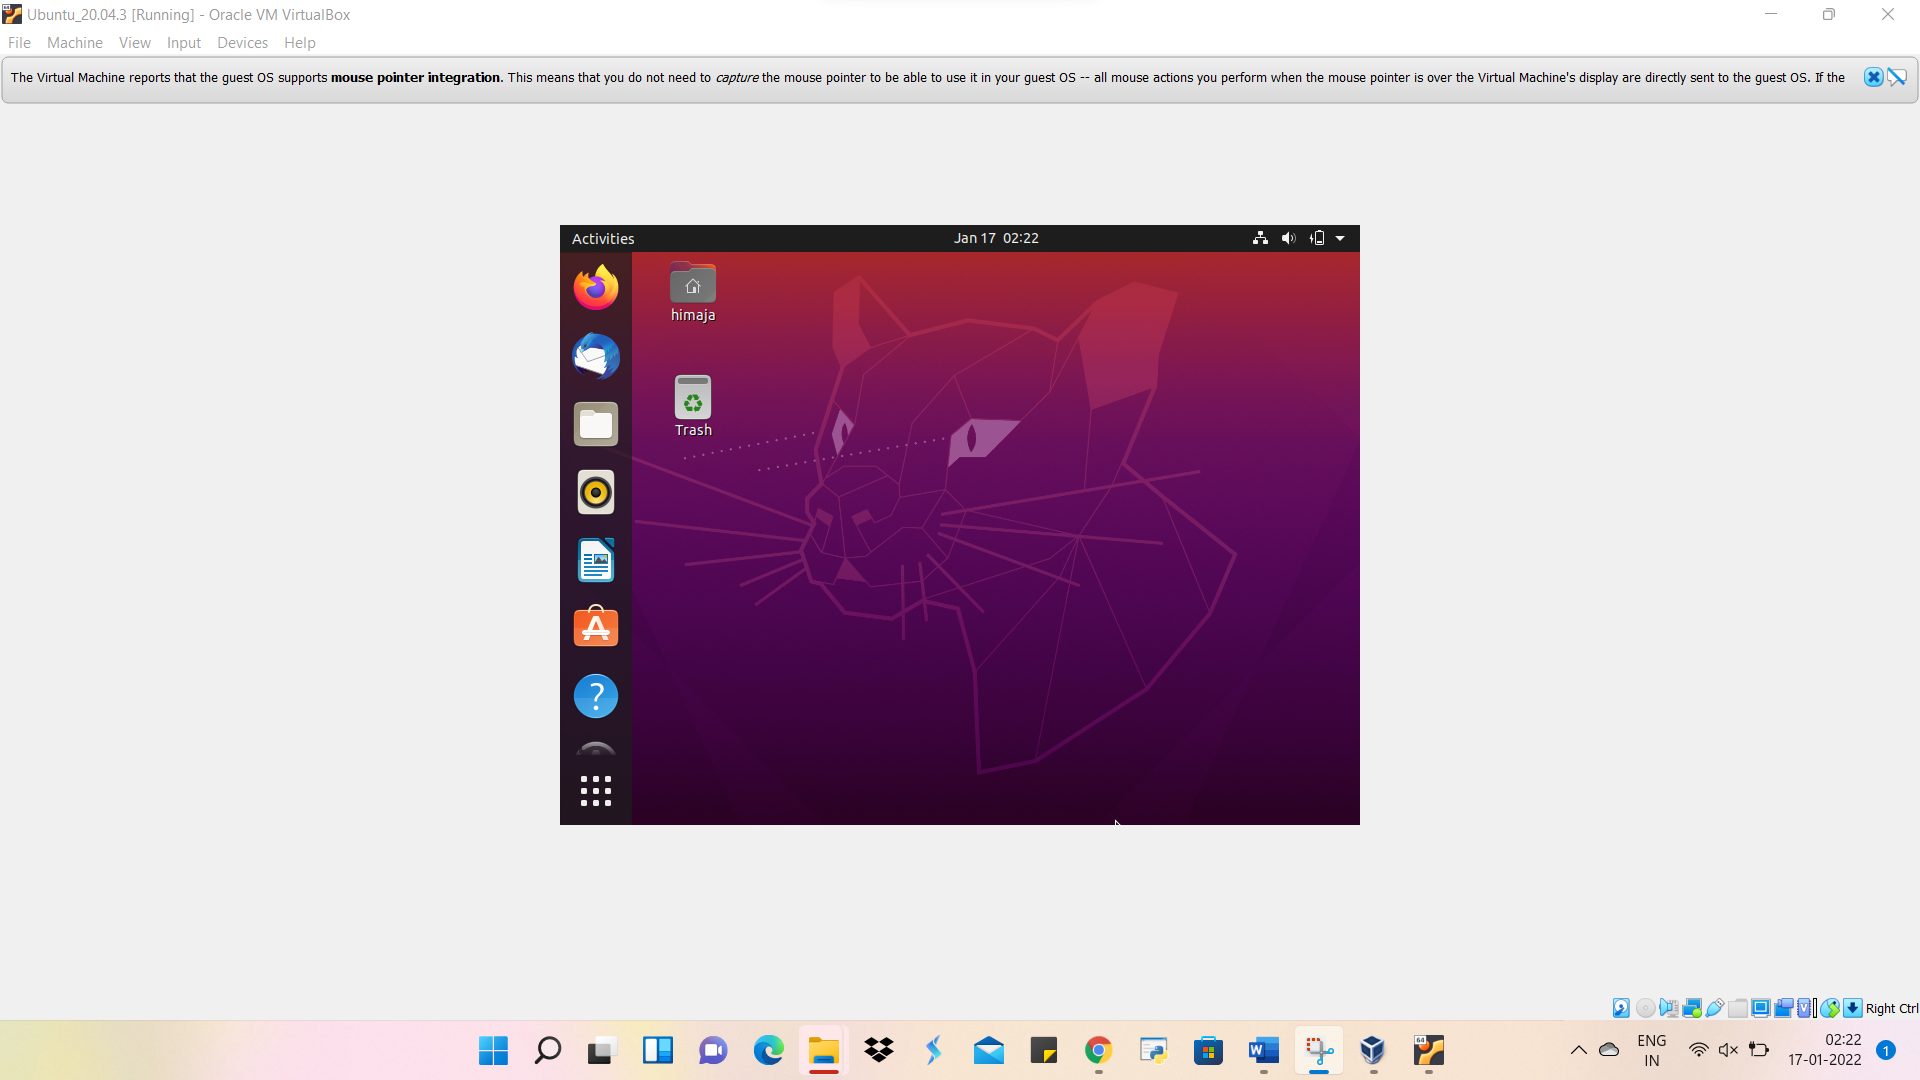 Ubuntu_20.04.3 [Running] - Oracle VM VirtualBox
File Machine View Input Devices Help
The Virtual Machine reports that the guest OS supports mouse pointer integration. This means that you do not need to capture the mouse pointer to be able to use it in your guest OS -- all mouse actions you perform when the mouse pointer is over the Virtual Machine's display are directly sent to the guest OS. If the
Activities Jan 17 02:22
himaja
Trash
Right Ctrl
ENG
IN
02:22
17-01-2022
1